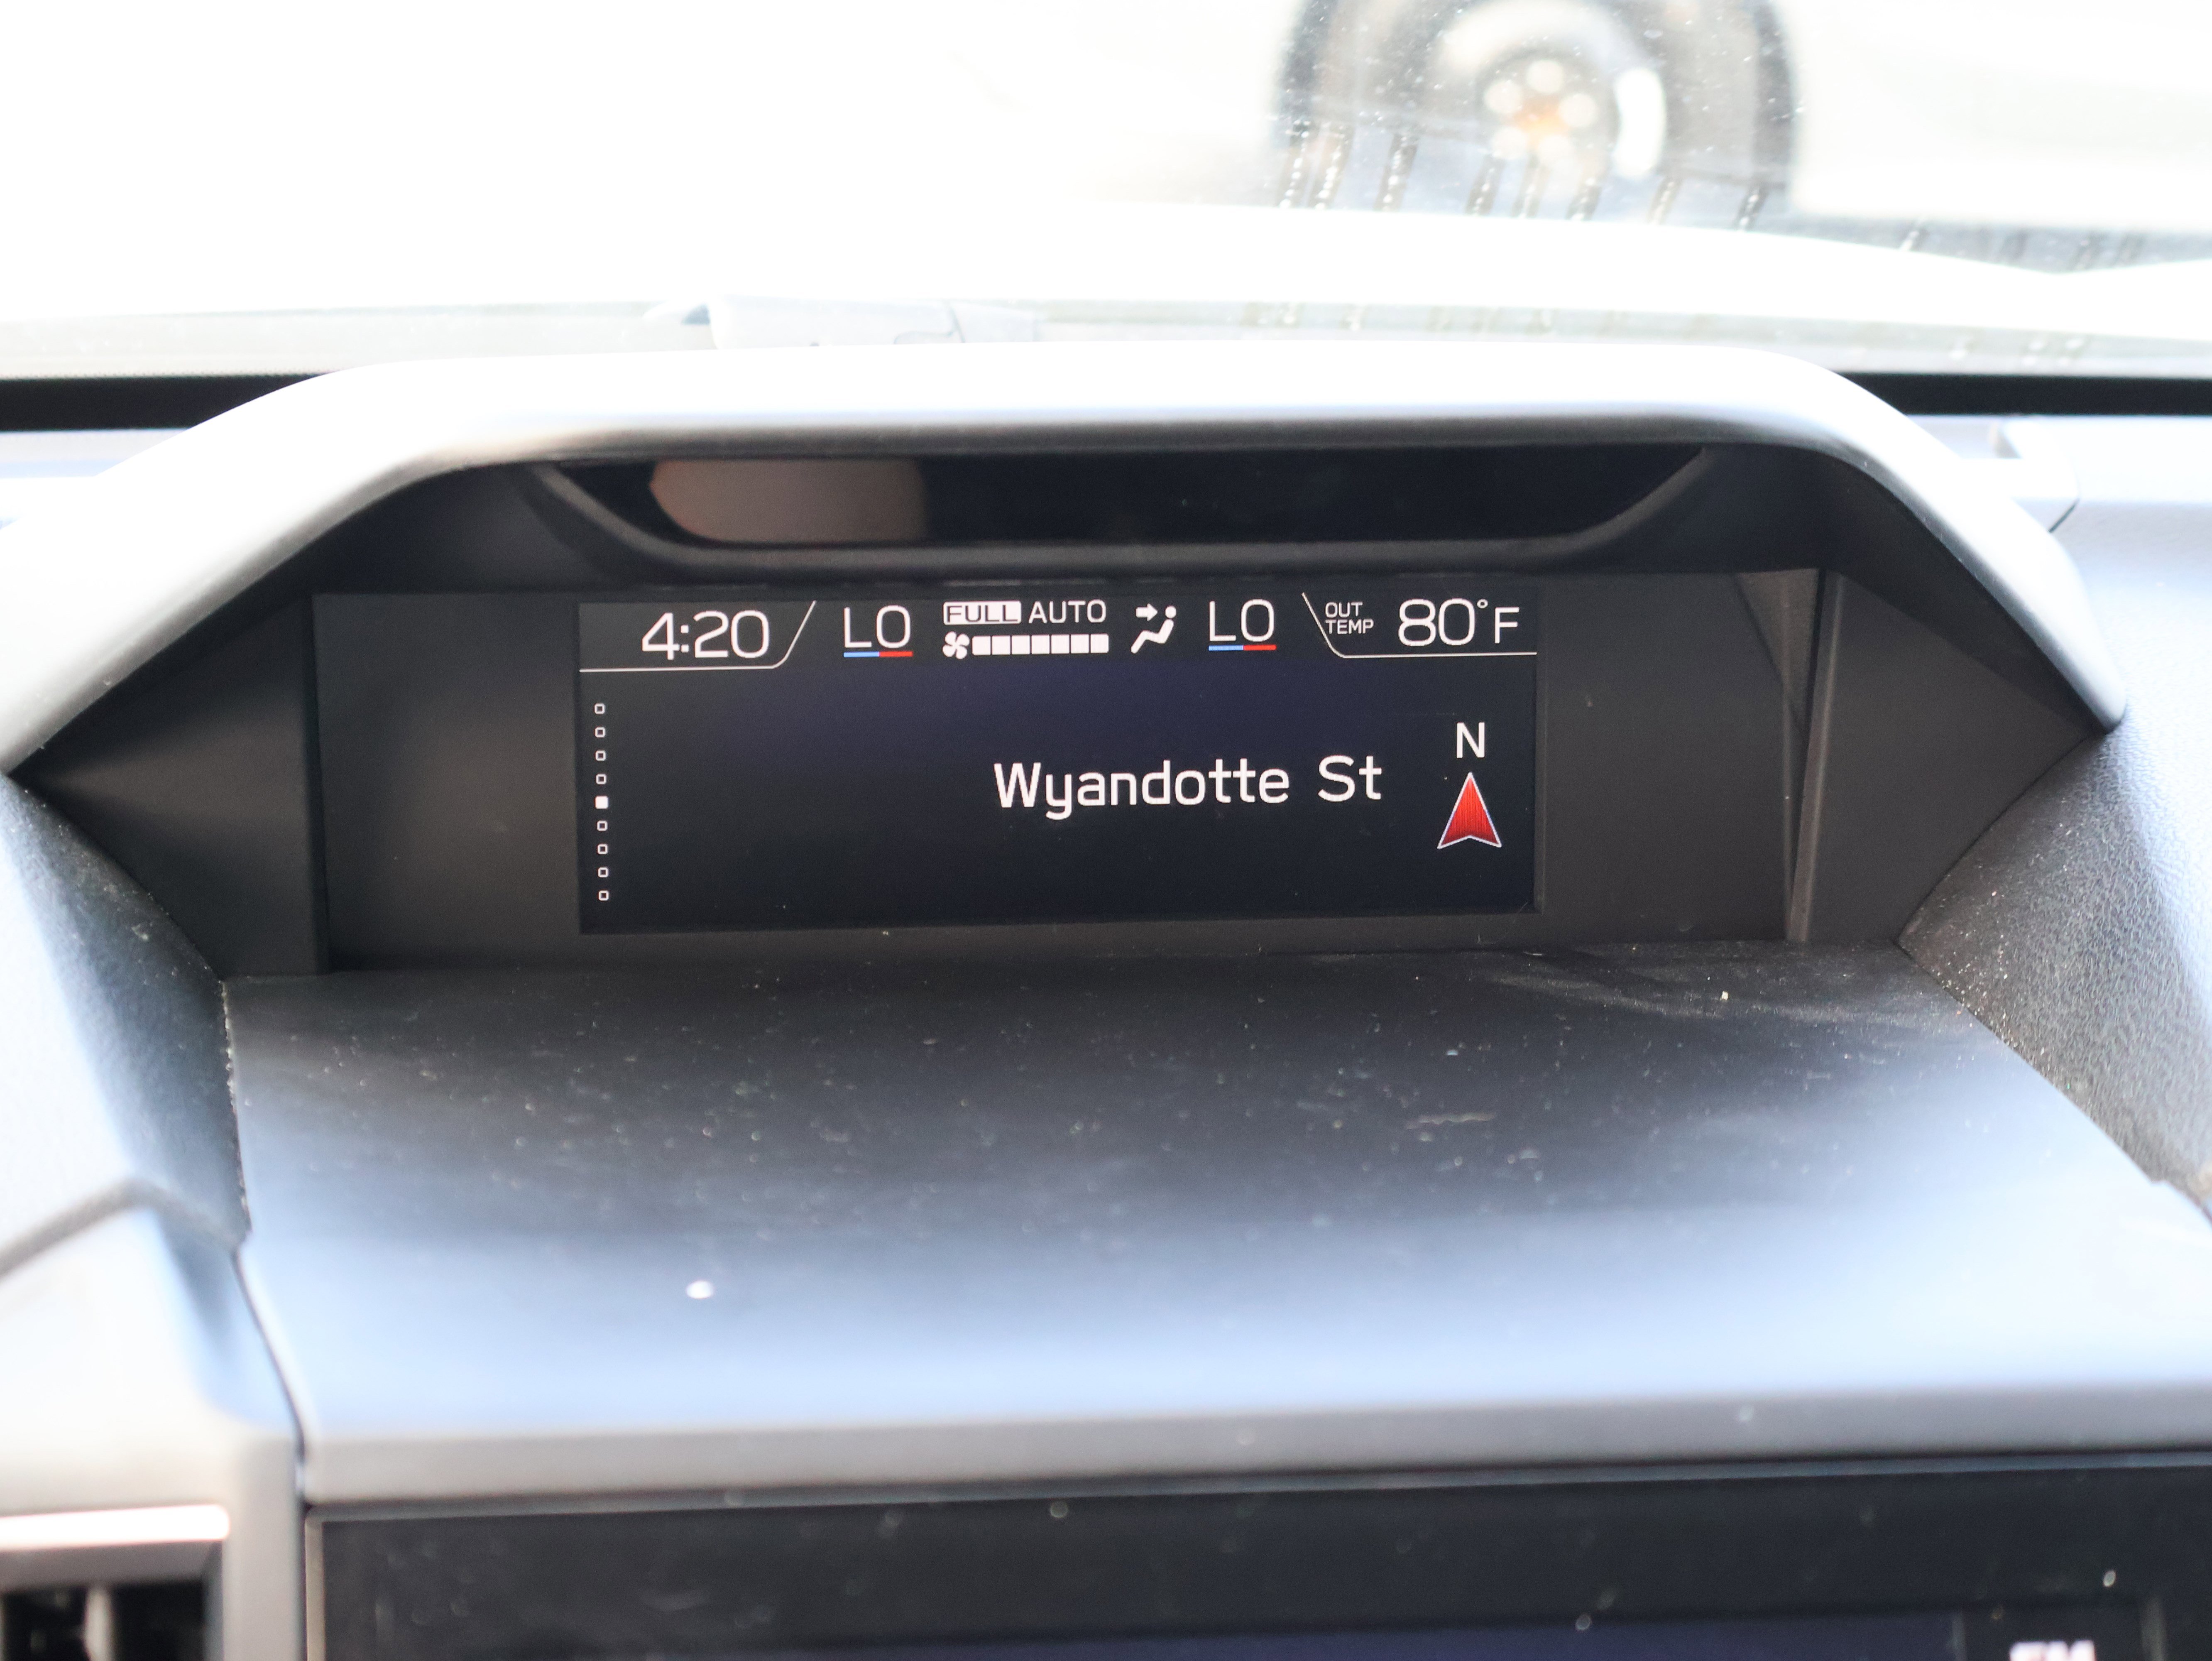 4:20 LO FULL AUTO LO OUT TEMP 80°F
N
Wyandotte St